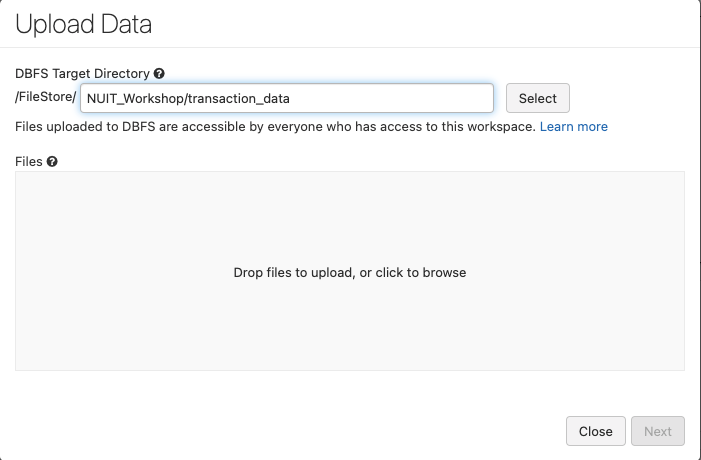 Upload Data
DBFS Target Directory ?
/FileStore/ NUIT_Workshop/transaction_data Select
Files uploaded to DBFS are accessible by everyone who has access to this workspace. Learn more
Files ?
Drop files to upload, or click to browse
Close Next